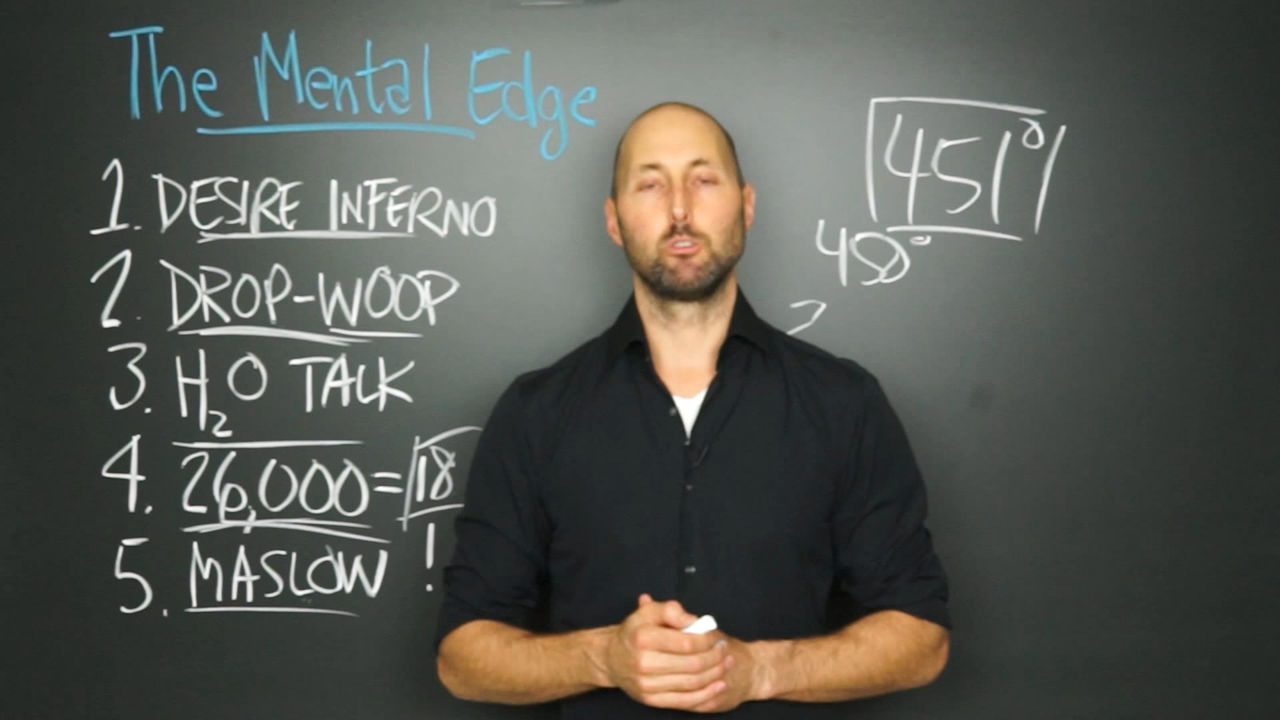 The Mental Edge
1. DESIRE INFERNO
2. DROP-WOOP
3. H₂O TALK
4. 26,000=18
5. MASLOW !
451°
450°